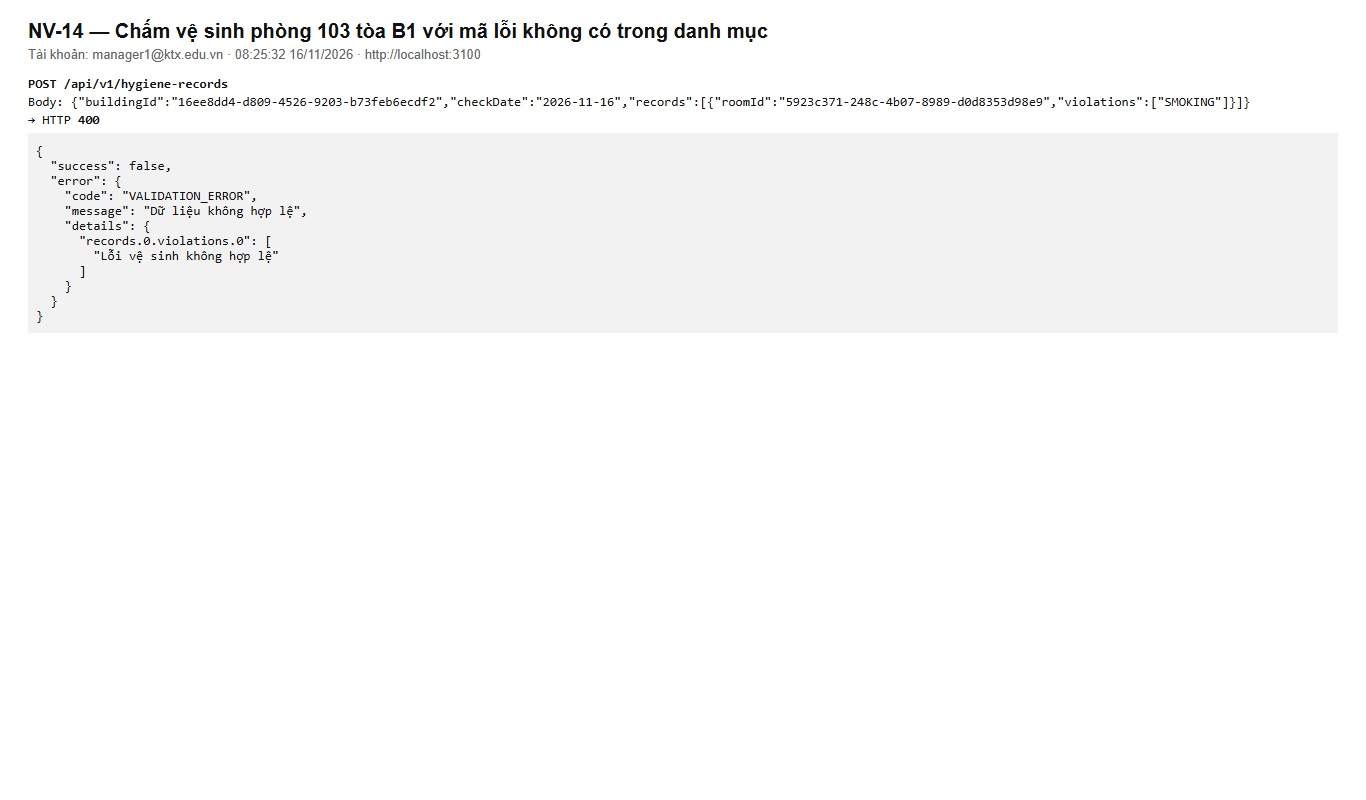 NV-14 — Chấm vệ sinh phòng 103 tòa B1 với mã lỗi không có trong danh mục
Tài khoản: manager1@ktx.edu.vn · 08:25:32 16/11/2026 · http://localhost:3100
POST /api/v1/hygiene-records
Body: {"buildingId":"16ee8dd4-d809-4526-9203-b73feb6ecdf2","checkDate":"2026-11-16","records":[{"roomId":"5923c371-248c-4b07-8989-d0d8353d98e9","violations":["SMOKING"]}]}
→ HTTP 400
{
  "success": false,
  "error": {
    "code": "VALIDATION_ERROR",
    "message": "Dữ liệu không hợp lệ",
    "details": {
      "records.0.violations.0": [
        "Lỗi vệ sinh không hợp lệ"
      ]
    }
  }
}